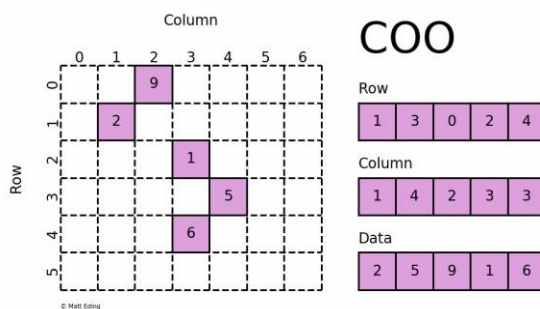 Column
COO
0 1 2 3 4 5 6
0 9
Row
1 2
1 3 0 2 4
2 1
Column
Row
3 5
1 4 2 3 3
4 6
Data
5
2 5 9 1 6
© Matt Eding